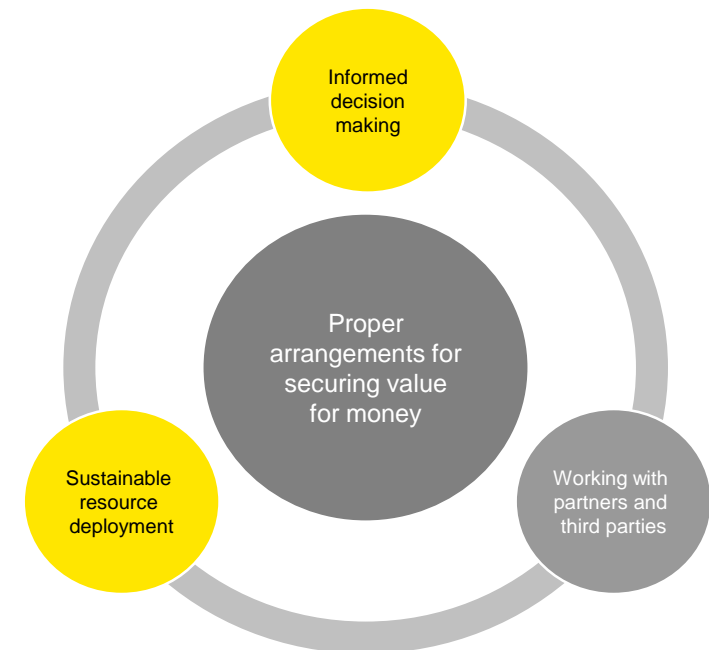 Informed
decision
making
Proper
arrangements for
securing value
for money
Sustainable
resource
deployment
Working with
partners and
third parties